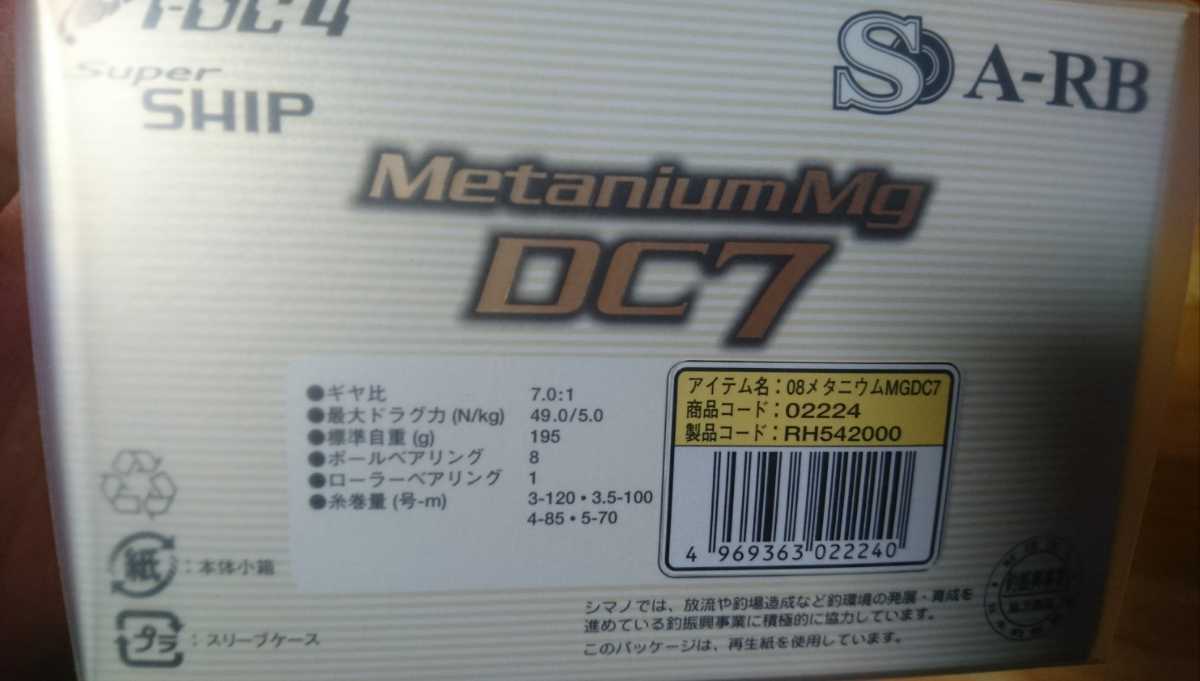 I-DC4
Super
SHIP
S A-RB
MetaniumMg
DC7
●ギヤ比 7.0:1
●最大ドラグ力 (N/kg) 49.0/5.0
●標準自重 (g) 195
●ボールベアリング 8
●ローラーベアリング 1
●糸巻量 (号-m) 3-120・3.5-100
4-85・5-70
アイテム名:08メタニウムMGDC7
商品コード:02224
製品コード:RH542000
4 969363 022240
紙:本体小箱
プラ:スリーブケース
シマノでは、放流や釣場造成など釣環境の発展・育成を
進めている釣振興事業に積極的に協力しています。
このパッケージは、再生紙を使用しています。